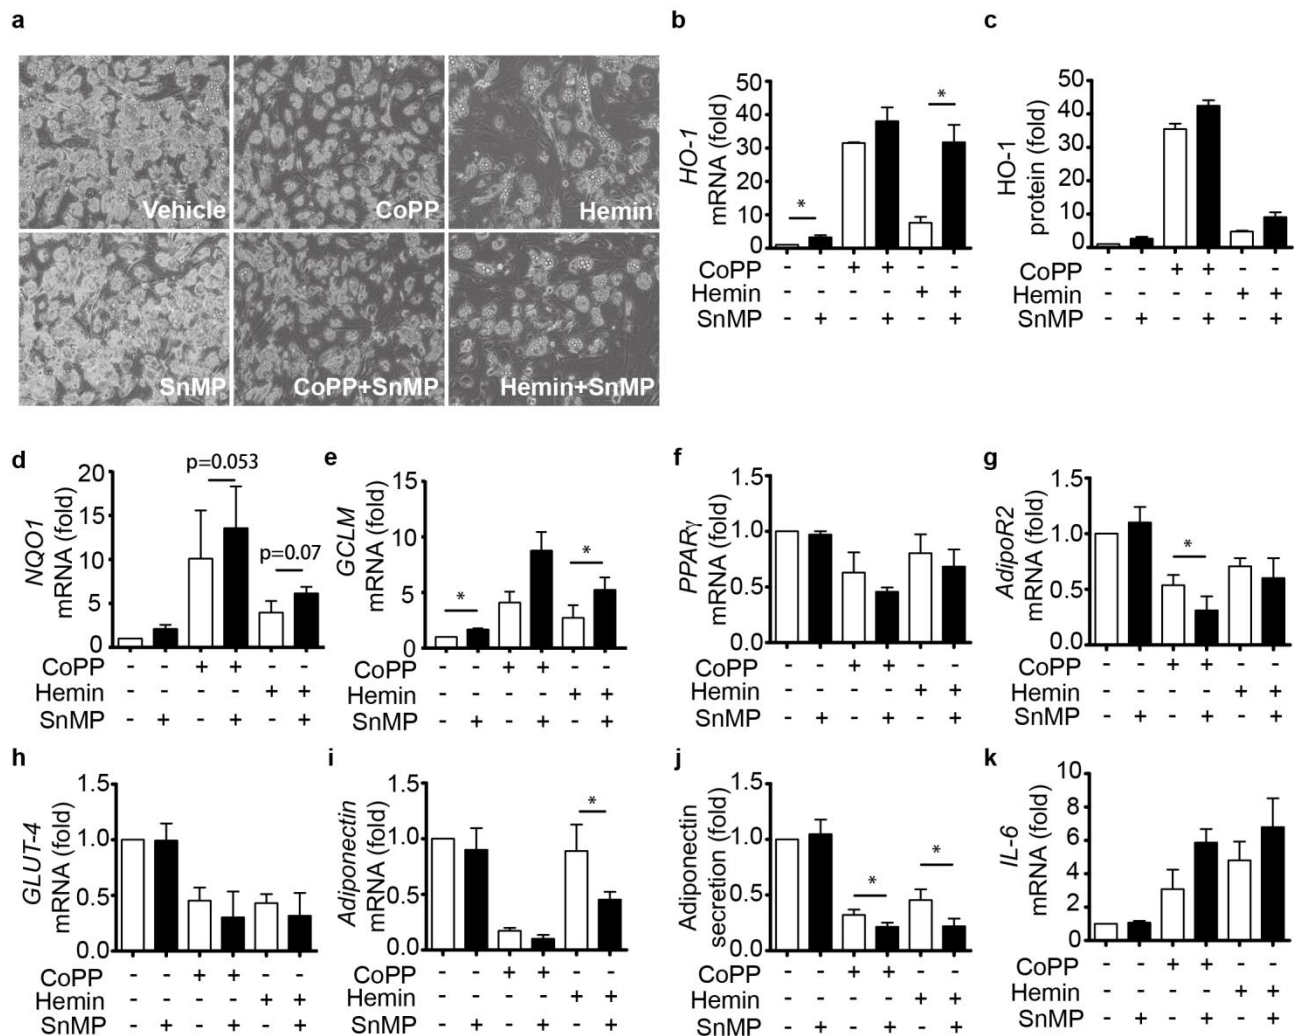 a
Vehicle
CoPP
Hemin
SnMP
CoPP+SnMP
Hemin+SnMP
b
HO-1
mRNA (fold)
50
40
30
20
10
0
*
*
CoPP - - + + - -
Hemin - - - - + +
SnMP - + - + - +
c
HO-1
protein (fold)
50
40
30
20
10
0
CoPP - - + + - -
Hemin - - - - + +
SnMP - + - + - +
d
NQO1
mRNA (fold)
20
15
10
5
0
p=0.053
p=0.07
CoPP - - + + - -
Hemin - - - - + +
SnMP - + - + - +
e
GCLM
mRNA (fold)
15
10
5
0
*
*
- - + + - -
- - - - + +
- + - + - +
f
PPARγ
mRNA (fold)
1.5
1.0
0.5
0.0
CoPP - - + + - -
Hemin - - - - + +
SnMP - + - + - +
g
AdipoR2
mRNA (fold)
1.5
1.0
0.5
0.0
*
CoPP - - + + - -
Hemin - - - - + +
SnMP - + - + - +
h
GLUT-4
mRNA (fold)
1.5
1.0
0.5
0.0
CoPP - - + + - -
Hemin - - - - + +
SnMP - + - + - +
i
Adiponectin
mRNA (fold)
1.5
1.0
0.5
0.0
*
CoPP - - + + - -
Hemin - - - - + +
SnMP - + - + - +
j
Adiponectin
secretion (fold)
1.5
1.0
0.5
0.0
*
*
CoPP - - + + - -
Hemin - - - - + +
SnMP - + - + - +
k
IL-6
mRNA (fold)
10
8
6
4
2
0
CoPP - - + + - -
Hemin - - - - + +
SnMP - + - + - +